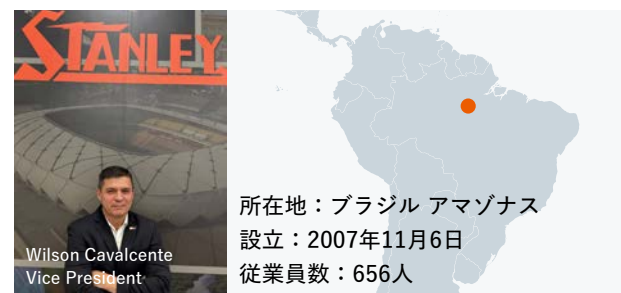 STANLEY
Wilson Cavalcente
Vice President
所在地：ブラジル アマゾナス
設立：2007年11月6日
従業員数：656人